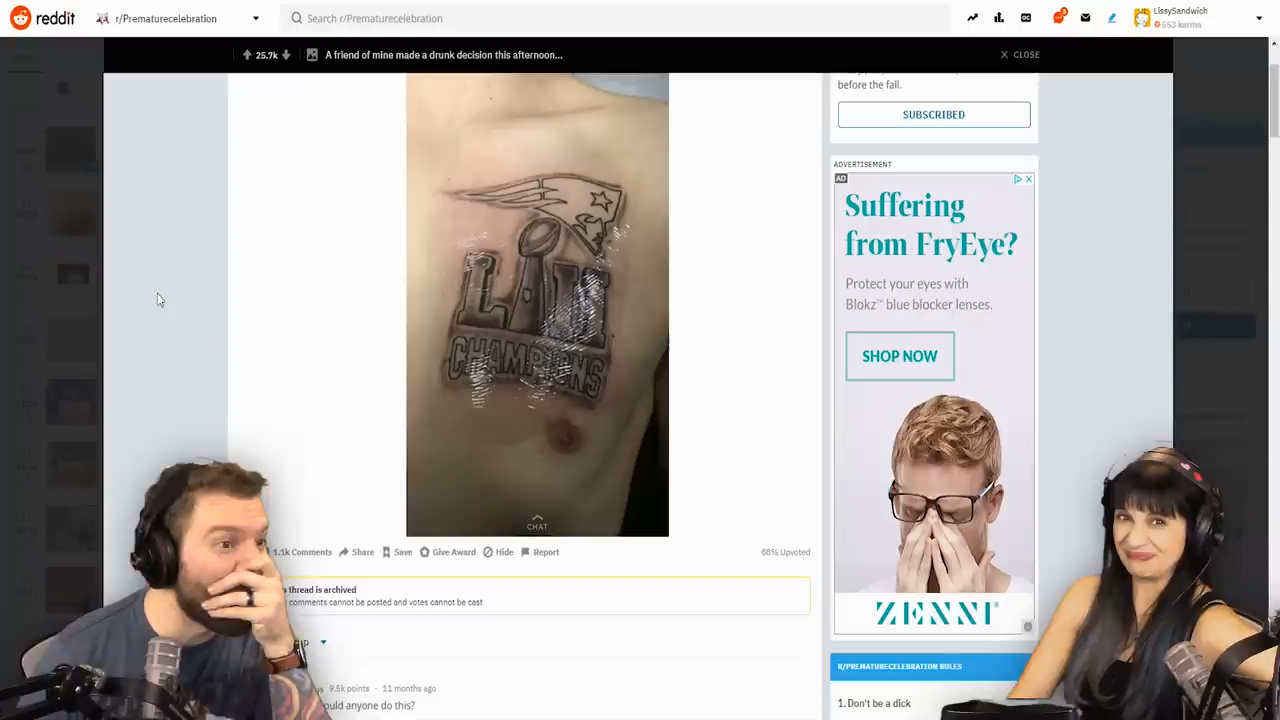 reddit
r/Prematurecelebration
Search r/Prematurecelebration
LissySandwich
553 karma
25.7k
A friend of mine made a drunk decision this afternoon...
CLOSE
before the fall.
SUBSCRIBED
ADVERTISEMENT
AD
Suffering
from FryEye?
Protect your eyes with
Blokz™ blue blocker lenses.
SHOP NOW
ZENNI®
LII
CHAMPIONS
CHAT
1.1k Comments
Share
Save
Give Award
Hide
Report
88% Upvoted
s thread is archived
comments cannot be posted and votes cannot be cast
9.5k points · 11 months ago
ould anyone do this?
R/PREMATURECELEBRATION RULES
1. Don't be a dick